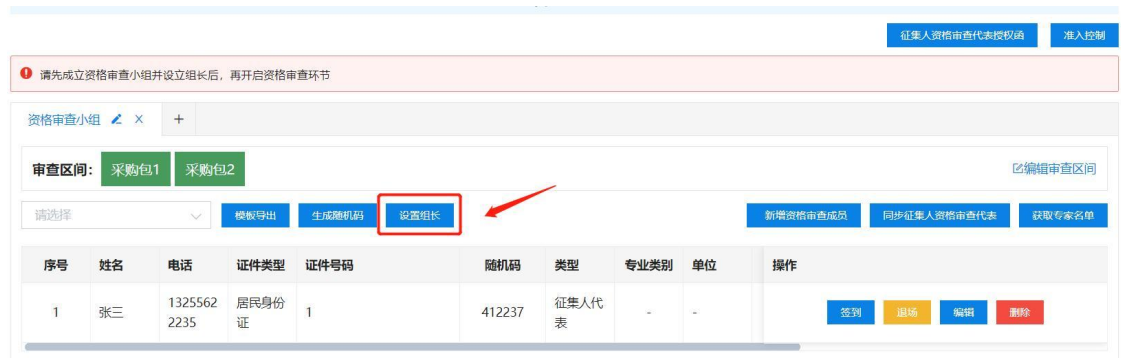 征集人资格审查代表授权函 准入控制
请先成立资格审查小组并设立组长后，再开启资格审查环节
资格审查小组 X +
审查区间： 采购包1 采购包2 编辑审查区间
请选择 模板导出 生成随机码 设置组长 新增资格审查成员 同步征集人资格审查代表 获取专家名单
序号 姓名 电话 证件类型 证件号码 随机码 类型 专业类别 单位 操作
1 张三 1325562 居民身份 1 412237 征集人代 - - 签到 退场 编辑 删除
2235 证 表